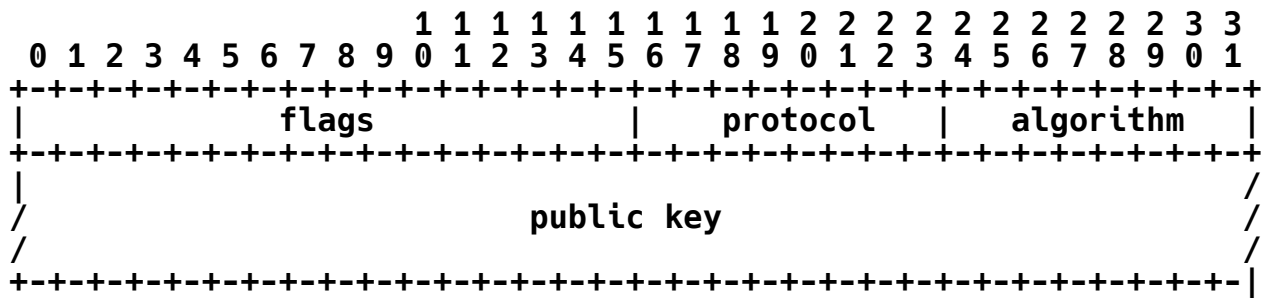 1 1 1 1 1 1 1 1 1 1 2 2 2 2 2 2 2 2 2 2 3 3
 0 1 2 3 4 5 6 7 8 9 0 1 2 3 4 5 6 7 8 9 0 1 2 3 4 5 6 7 8 9 0 1
+-+-+-+-+-+-+-+-+-+-+-+-+-+-+-+-+-+-+-+-+-+-+-+-+-+-+-+-+-+-+-+-+
|             flags             |    protocol   |   algorithm   |
+-+-+-+-+-+-+-+-+-+-+-+-+-+-+-+-+-+-+-+-+-+-+-+-+-+-+-+-+-+-+-+-+
|                                                               /
/                          public key                           /
/                                                               /
+-+-+-+-+-+-+-+-+-+-+-+-+-+-+-+-+-+-+-+-+-+-+-+-+-+-+-+-+-+-+-+-|